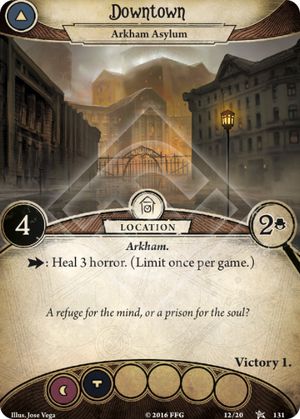 Downtown
Arkham Asylum
4
LOCATION
2
Arkham.
: Heal 3 horror. (Limit once per game.)
A refuge for the mind, or a prison for the soul?
Victory 1.
Illus. Jose Vega
© 2016 FFG
12/20
131